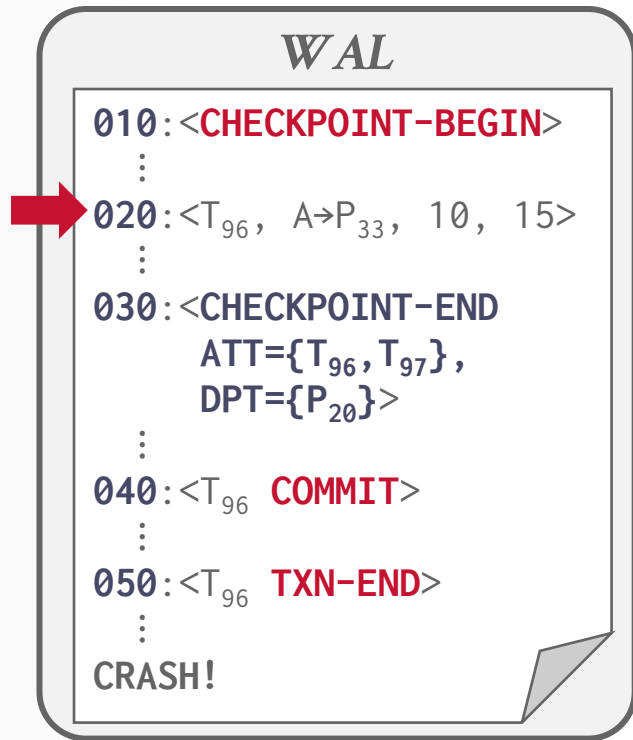 WAL
010:<CHECKPOINT-BEGIN>
⋮
020:<T₉₆, A→P₃₃, 10, 15>
⋮
030:<CHECKPOINT-END
ATT={T₉₆,T₉₇},
DPT={P₂₀}>
⋮
040:<T₉₆ COMMIT>
⋮
050:<T₉₆ TXN-END>
⋮
CRASH!